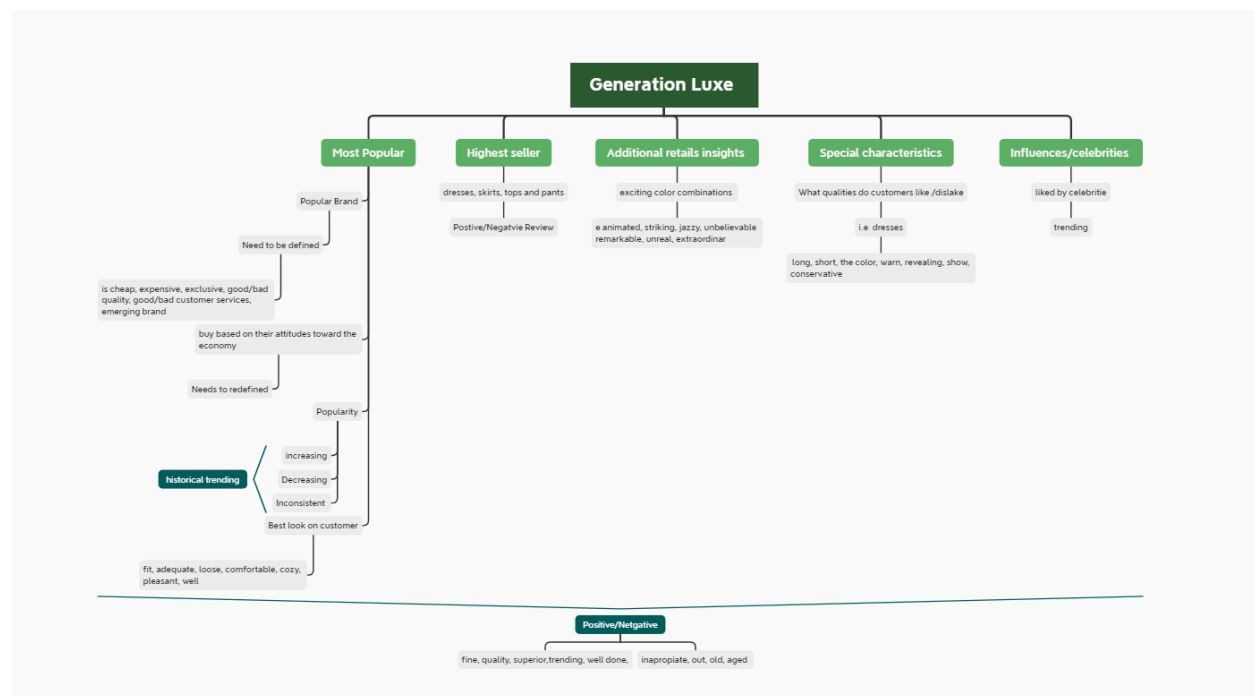 Generation Luxe
Most Popular
Highest seller
Additional retails insights
Special characteristics
Influences/celebrities
Popular Brand
Need to be defined
is cheap, expensive, exclusive, good/bad
quality, good/bad customer services,
emerging brand
buy based on their attitudes toward the
economy
Needs to redefined
Popularity
increasing
Decreasing
Inconsistent
historical trending
Best look on customer
fit, adequate, loose, comfortable, cozy,
pleasant, well
dresses, skirts, tops and pants
Postive/Negatvie Review
exciting color combinations
e animated, striking, jazzy, unbelievable
remarkable, unreal, extraordinar
What qualities do customers like /dislake
i.e dresses
long, short, the color, warn, revealing, show,
conservative
liked by celebritie
trending
Positive/Netgative
fine, quality, superior,trending, well done,
inapropiate, out, old, aged